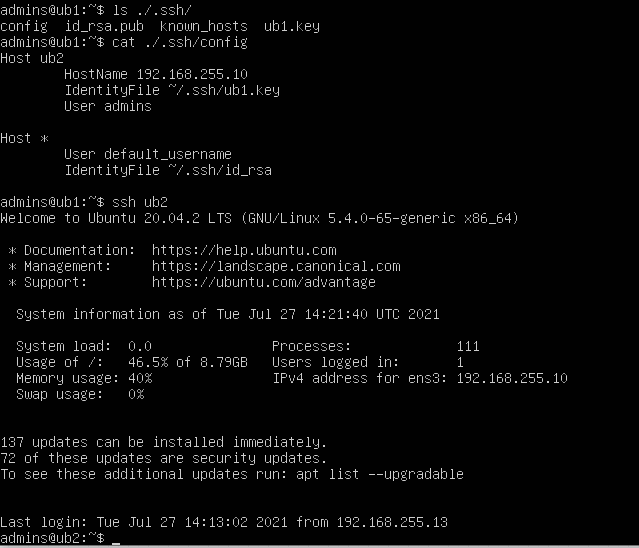 admins@ub1:~$ ls ./.ssh/
config  id_rsa.pub  known_hosts  ub1.key
admins@ub1:~$ cat ./.ssh/config
Host ub2
        HostName 192.168.255.10
        IdentityFile ~/.ssh/ub1.key
        User admins

Host *
        User default_username
        IdentityFile ~/.ssh/id_rsa

admins@ub1:~$ ssh ub2
Welcome to Ubuntu 20.04.2 LTS (GNU/Linux 5.4.0-65-generic x86_64)

 * Documentation:  https://help.ubuntu.com
 * Management:     https://landscape.canonical.com
 * Support:        https://ubuntu.com/advantage

  System information as of Tue Jul 27 14:21:40 UTC 2021

  System load:  0.0               Processes:              111
  Usage of /:   46.5% of 8.79GB   Users logged in:        1
  Memory usage: 40%               IPv4 address for ens3: 192.168.255.10
  Swap usage:   0%


137 updates can be installed immediately.
72 of these updates are security updates.
To see these additional updates run: apt list --upgradable


Last login: Tue Jul 27 14:13:02 2021 from 192.168.255.13
admins@ub2:~$ _